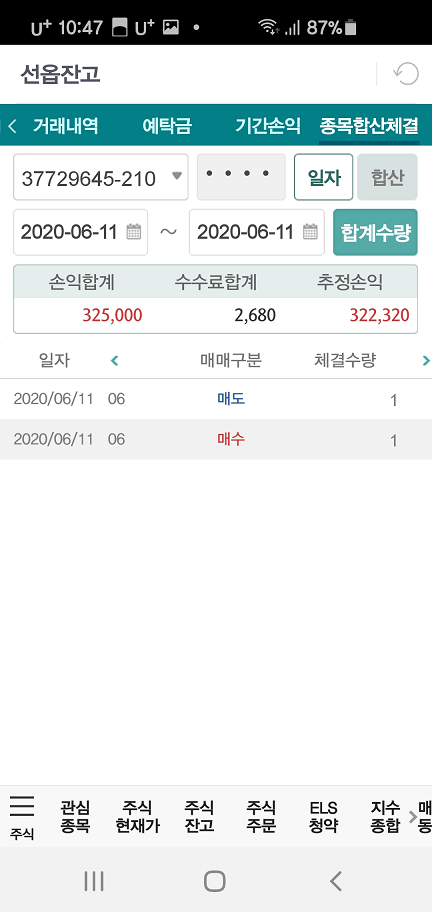 U+ 10:47 U+ 87%
선옵잔고
거래내역 예탁금 기간손익 종목합산체결
37729645-210 •••• 일자 합산
2020-06-11 ~ 2020-06-11 합계수량
손익합계 수수료합계 추정손익
325,000 2,680 322,320
일자 < 매매구분 체결수량 >
2020/06/11 06 매도 1
2020/06/11 06 매수 1
주식
관심 종목
주식 현재가
주식 잔고
주식 주문
ELS 청약
지수 종합
매 동